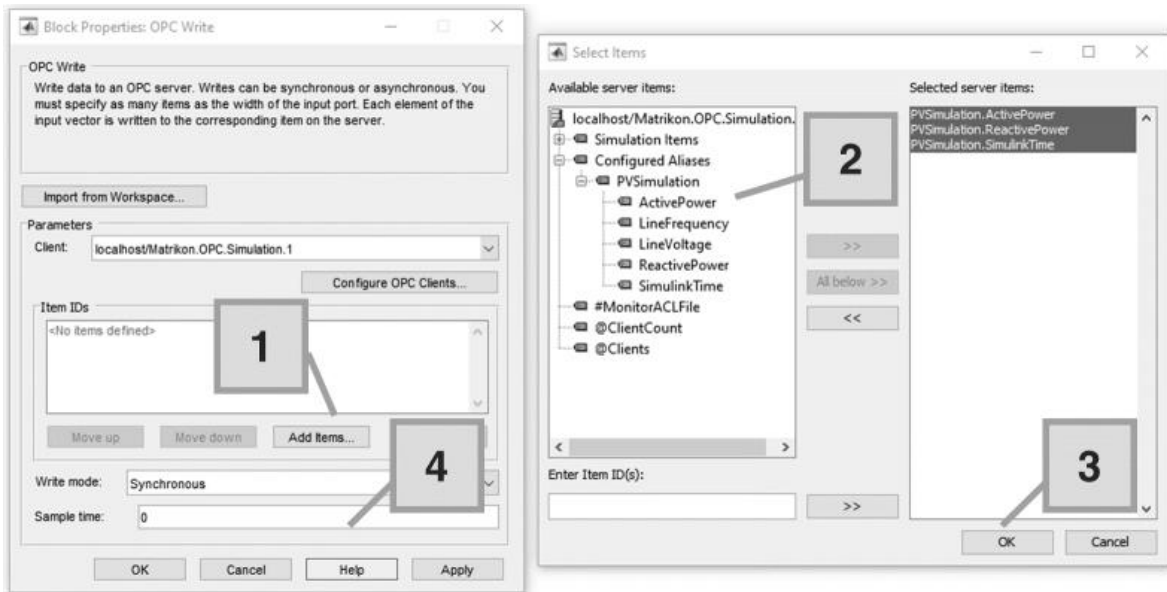 Block Properties: OPC Write
OPC Write
Write data to an OPC server. Writes can be synchronous or asynchronous. You
must specify as many items as the width of the input port. Each element of the
input vector is written to the corresponding item on the server.
Import from Workspace...
Parameters
Client: localhost/Matrikon.OPC.Simulation.1
Configure OPC Clients...
Item IDs
<No items defined>
1
Move up Move down Add Items...
4
Write mode: Synchronous
Sample time: 0
OK Cancel Help Apply
Select Items
Available server items:
localhost/Matrikon.OPC.Simulation.
Simulation Items
Configured Aliases
PVSimulation
ActivePower
LineFrequency
LineVoltage
ReactivePower
SimulinkTime
#MonitorACLFile
@ClientCount
@Clients
2
>>
All below >>
<<
Enter Item ID(s):
>>
Selected server items:
PVSimulation.ActivePower
PVSimulation.ReactivePower
PVSimulation.SimulinkTime
3
OK Cancel